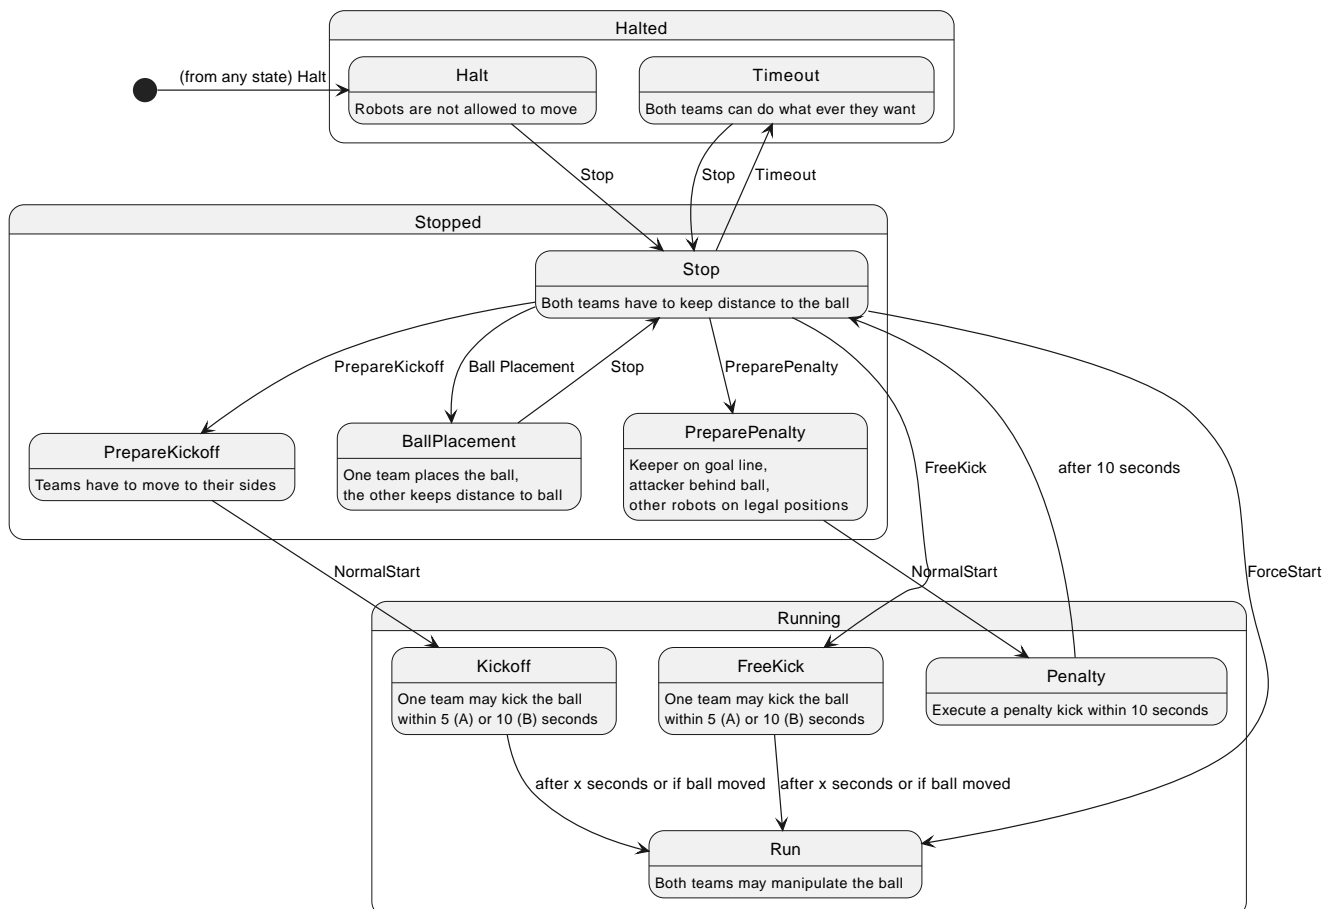 Halted
(from any state) Halt
Halt
Robots are not allowed to move
Timeout
Both teams can do what ever they want
Stop
Stop
Timeout
Stopped
Stop
Both teams have to keep distance to the ball
PrepareKickoff
Ball Placement
Stop
PreparePenalty
PrepareKickoff
Teams have to move to their sides
BallPlacement
One team places the ball,
the other keeps distance to ball
PreparePenalty
Keeper on goal line,
attacker behind ball,
other robots on legal positions
FreeKick
after 10 seconds
NormalStart
NormalStart
ForceStart
Running
Kickoff
One team may kick the ball
within 5 (A) or 10 (B) seconds
FreeKick
One team may kick the ball
within 5 (A) or 10 (B) seconds
Penalty
Execute a penalty kick within 10 seconds
after x seconds or if ball moved
after x seconds or if ball moved
Run
Both teams may manipulate the ball